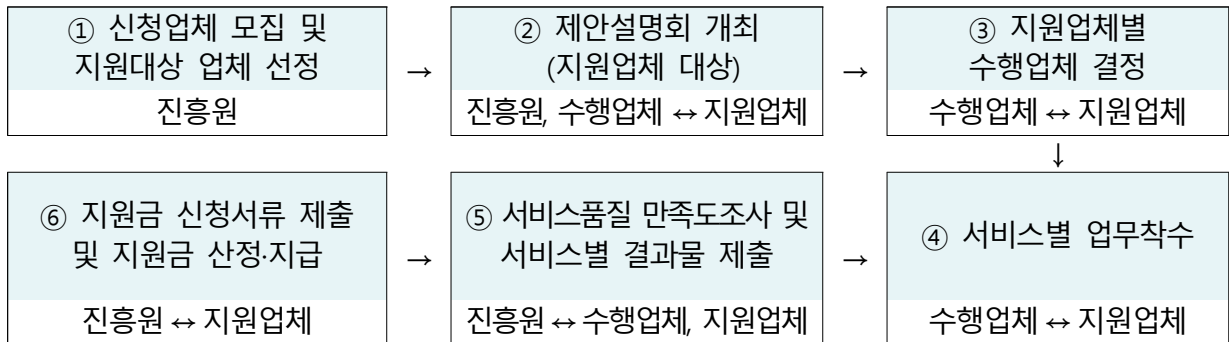 ① 신청업체 모집 및
지원대상 업체 선정
진흥원
→
② 제안설명회 개최
(지원업체 대상)
진흥원, 수행업체 ↔ 지원업체
→
③ 지원업체별
수행업체 결정
수행업체 ↔ 지원업체
↓
⑥ 지원금 신청서류 제출
및 지원금 산정·지급
진흥원 ↔ 지원업체
→
⑤ 서비스품질 만족도조사 및
서비스별 결과물 제출
진흥원 ↔ 수행업체, 지원업체
→
④ 서비스별 업무착수
수행업체 ↔ 지원업체